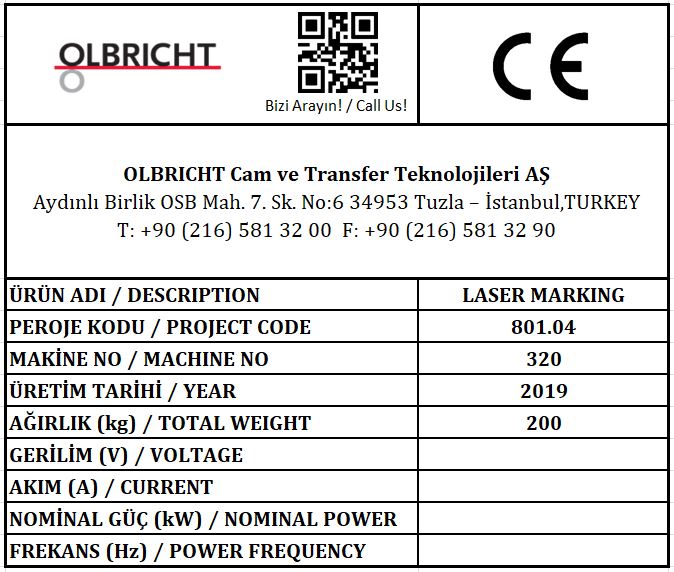 OLBRICHT
Bizi Arayın! / Call Us!
CE
OLBRICHT Cam ve Transfer Teknolojileri AŞ
Aydınlı Birlik OSB Mah. 7. Sk. No:6 34953 Tuzla – İstanbul,TURKEY
T: +90 (216) 581 32 00 F: +90 (216) 581 32 90
ÜRÜN ADI / DESCRIPTION LASER MARKING
PEROJE KODU / PROJECT CODE 801.04
MAKİNE NO / MACHINE NO 320
ÜRETİM TARİHİ / YEAR 2019
AĞIRLIK (kg) / TOTAL WEIGHT 200
GERİLİM (V) / VOLTAGE
AKIM (A) / CURRENT
NOMİNAL GÜÇ (kW) / NOMINAL POWER
FREKANS (Hz) / POWER FREQUENCY